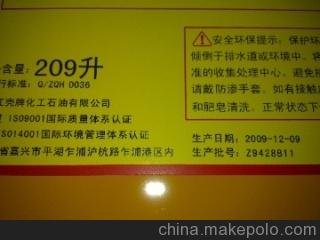 含量: 209升
行标准: Q/ZQH D036
壳牌化工石油有限公司
ISO9001国际质量体系认证
SO14001国际环境管理体系认证
省嘉兴市平湖乍浦沪杭路乍浦港区内
安全环保提示: 保护环
倾倒于排水道或环境中,
准的收集处理中心。避免
请戴防渗手套。如有接触
和肥皂清洗。正常状态下
生产日期: 2009-12-09
生产批号: Z9428B11
china.makepolo.com